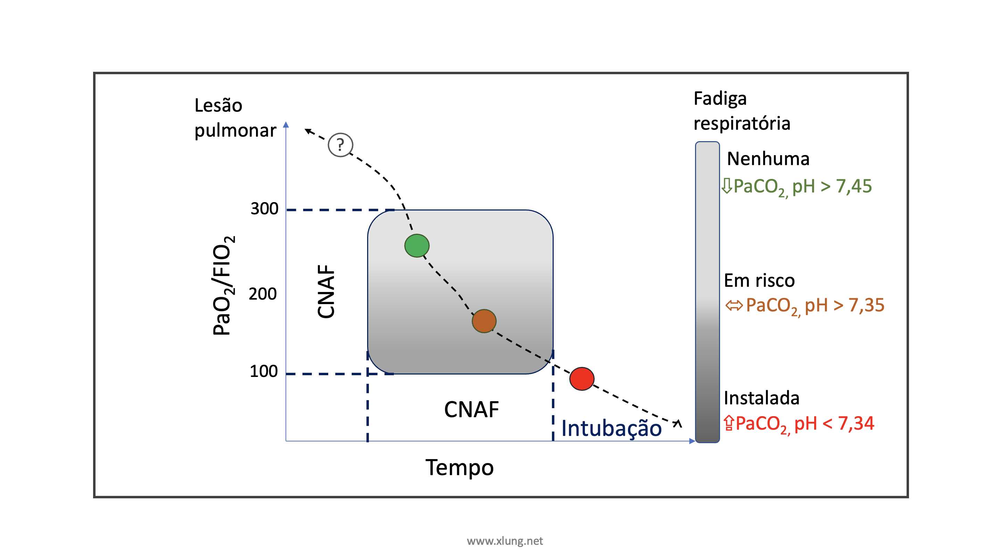 Lesão
pulmonar
?
300
200
100
PaO2/FIO2
CNAF
CNAF
Intubação
Tempo
Fadiga
respiratória
Nenhuma
⇩PaCO2, pH > 7,45
Em risco
⬄ PaCO2, pH > 7,35
Instalada
⇧PaCO2, pH < 7,34
www.xlung.net